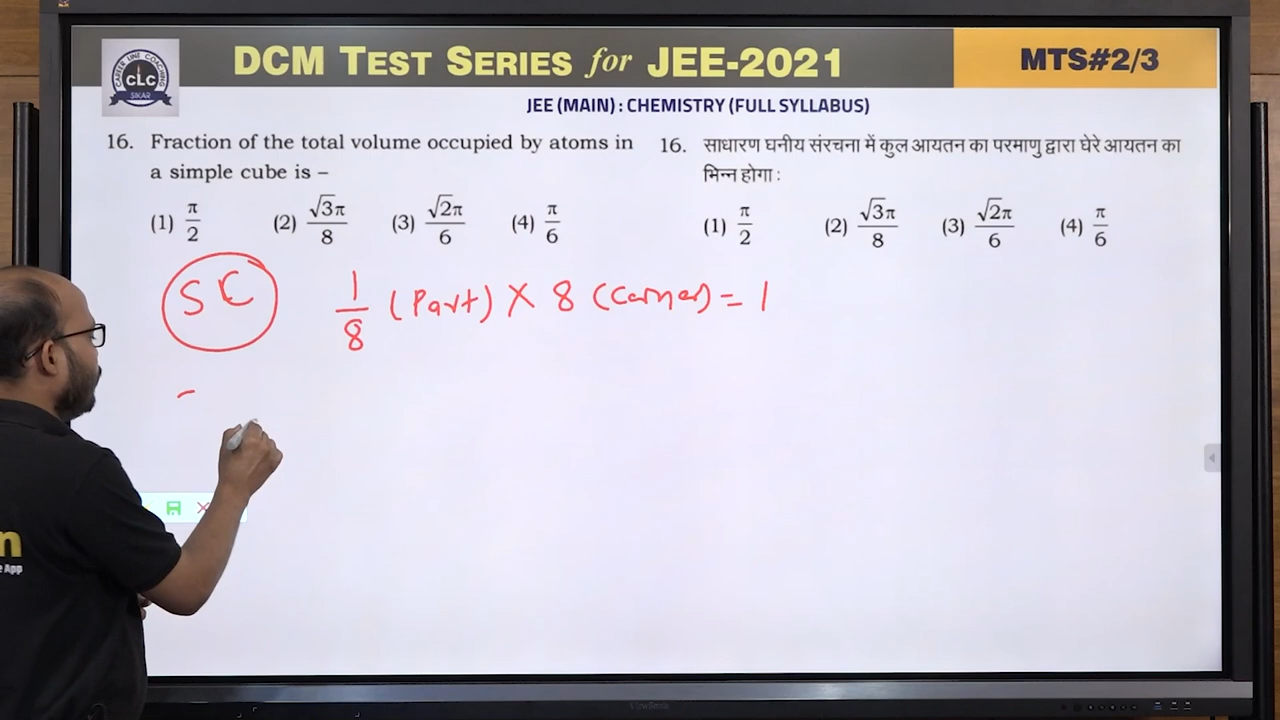 DCM TEST SERIES for JEE-2021
MTS#2/3
CAREER LINE COACHING
CLC
SIKAR
JEE (MAIN) : CHEMISTRY (FULL SYLLABUS)
16. Fraction of the total volume occupied by atoms in
a simple cube is –
(1) π/2 (2) √3π/8 (3) √2π/6 (4) π/6
16. साधारण घनीय संरचना में कुल आयतन का परमाणु द्वारा घेरे आयतन का
भिन्न होगा :
(1) π/2 (2) √3π/8 (3) √2π/6 (4) π/6
SC
1/8 (Part) × 8 (Corner) = 1
n
e App
ViewSonic